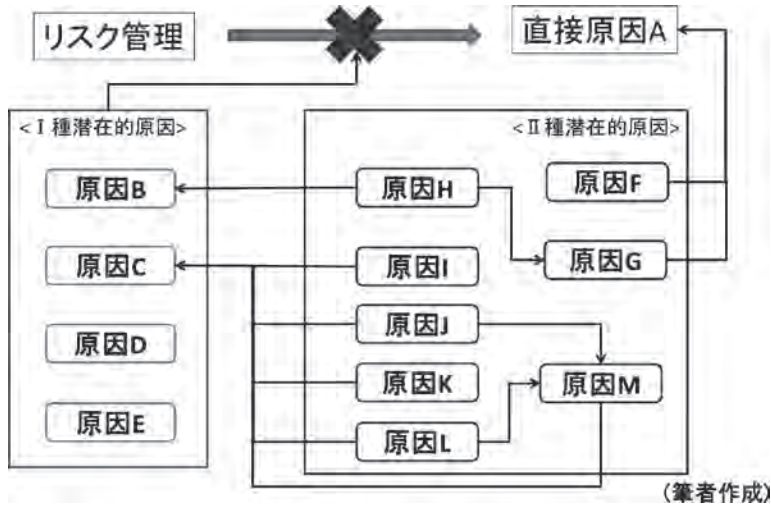 リスク管理
直接原因A
<Ⅰ種潜在的原因>
<Ⅱ種潜在的原因>
原因B
原因H
原因F
原因C
原因I
原因G
原因D
原因J
原因K
原因M
原因E
原因L
(筆者作成)